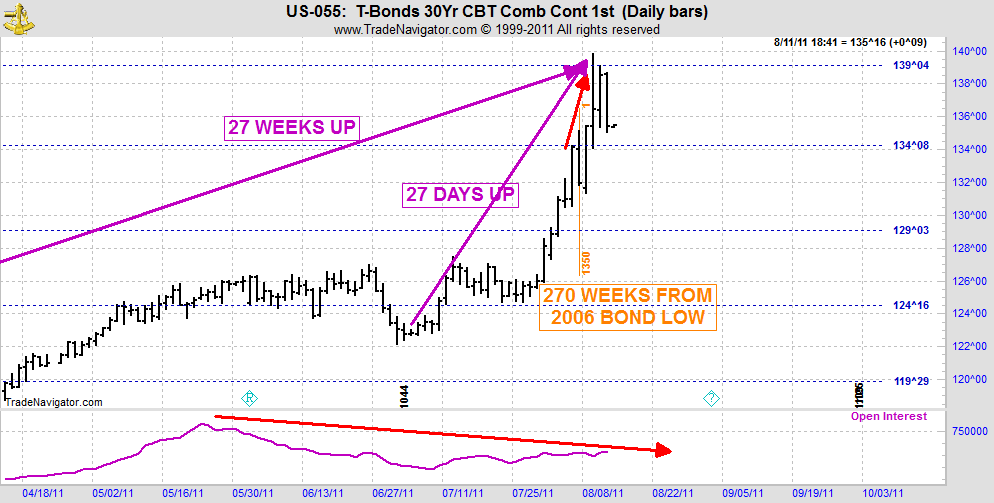 US-055: T-Bonds 30Yr CBT Comb Cont 1st (Daily bars)
www.TradeNavigator.com © 1999-2011 All rights reserved
8/11/11 18:41 = 135^16 (+0^09)
140^00
139^04
138^00
136^00
134^08
134^00
132^00
130^00
129^03
128^00
126^00
124^16
124^00
122^00
120^00
119^29
27 WEEKS UP
27 DAYS UP
1
1350
270 WEEKS FROM
2006 BOND LOW
1044
R
?
TradeNavigator.com
Open Interest
750000
04/18/11 05/02/11 05/16/11 05/30/11 06/13/11 06/27/11 07/11/11 07/25/11 08/08/11 08/22/11 09/05/11 09/19/11 10/03/11